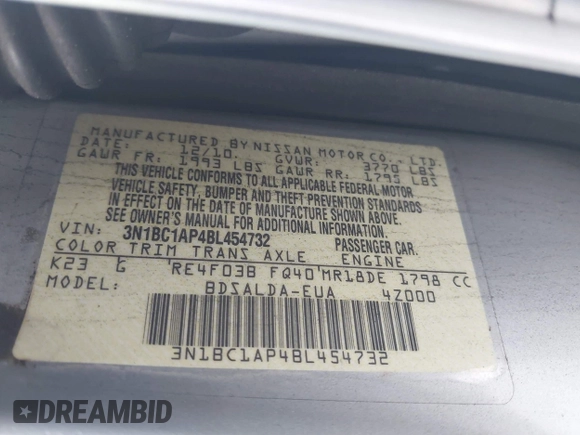 MANUFACTURED BY NISSAN MOTOR CO., LTD.
DATE: 12/10. GVWR: 3770 LBS
GAWR FR: 1993 LBS GAWR RR: 1795 LBS
THIS VEHICLE CONFORMS TO ALL APPLICABLE FEDERAL MOTOR
VEHICLE SAFETY, BUMPER AND THEFT PREVENTION STANDARDS
IN EFFECT ON THE DATE OF MANUFACTURE SHOWN ABOVE.
SEE OWNER'S MANUAL FOR ADDITIONAL INFORMATION.
VIN: 3N1BC1AP4BL454732 PASSENGER CAR.
COLOR TRIM TRANS AXLE ENGINE
K23 G RE4F03B FQ40 MR18DE 1798 CC
MODEL: BDSALDA-EUA 4Z000
3N1BC1AP4BL454732
DREAMBID